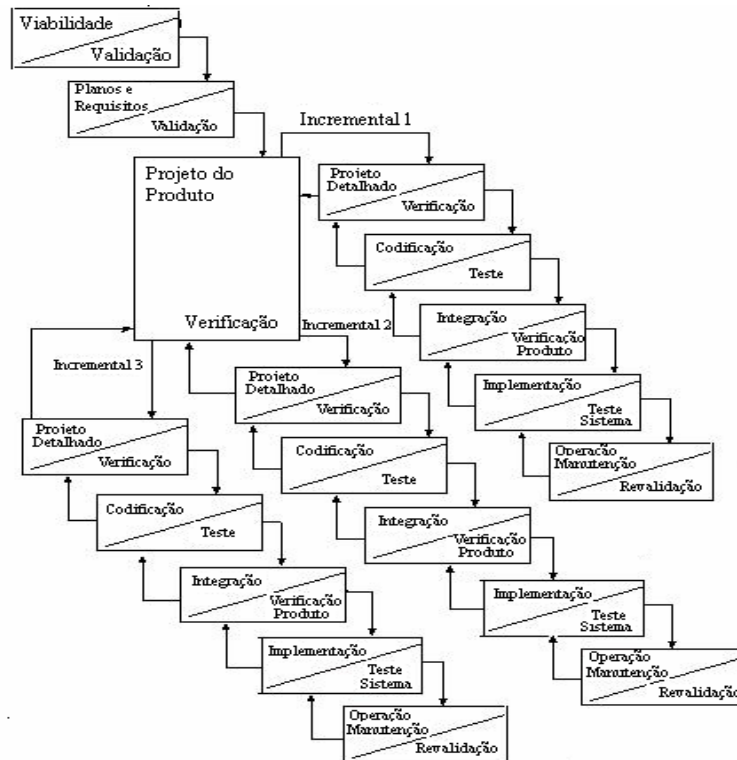 Viabilidade
Validação
Planos e
Requisitos
Validação
Incremental 1
Projeto do
Produto
Verificação
Projeto
Detalhado
Verificação
Codificação
Teste
Integração
Verificação
Produto
Implementação
Teste
Sistema
Operação
Manutenção
Revalidação
Incremental 2
Projeto
Detalhado
Verificação
Codificação
Teste
Integração
Verificação
Produto
Implementação
Teste
Sistema
Operação
Manutenção
Revalidação
Incremental 3
Projeto
Detalhado
Verificação
Codificação
Teste
Integração
Verificação
Produto
Implementação
Teste
Sistema
Operação
Manutenção
Revalidação